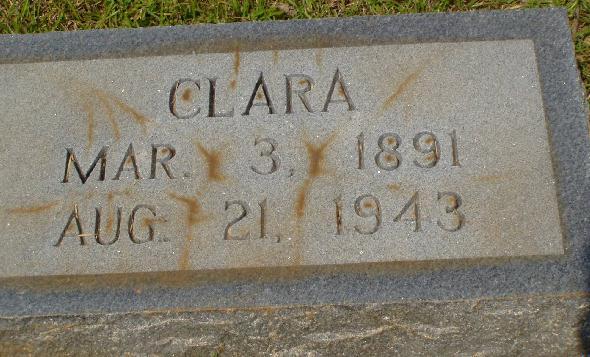 CLARA
MAR. 3, 1891
AUG. 21, 1943